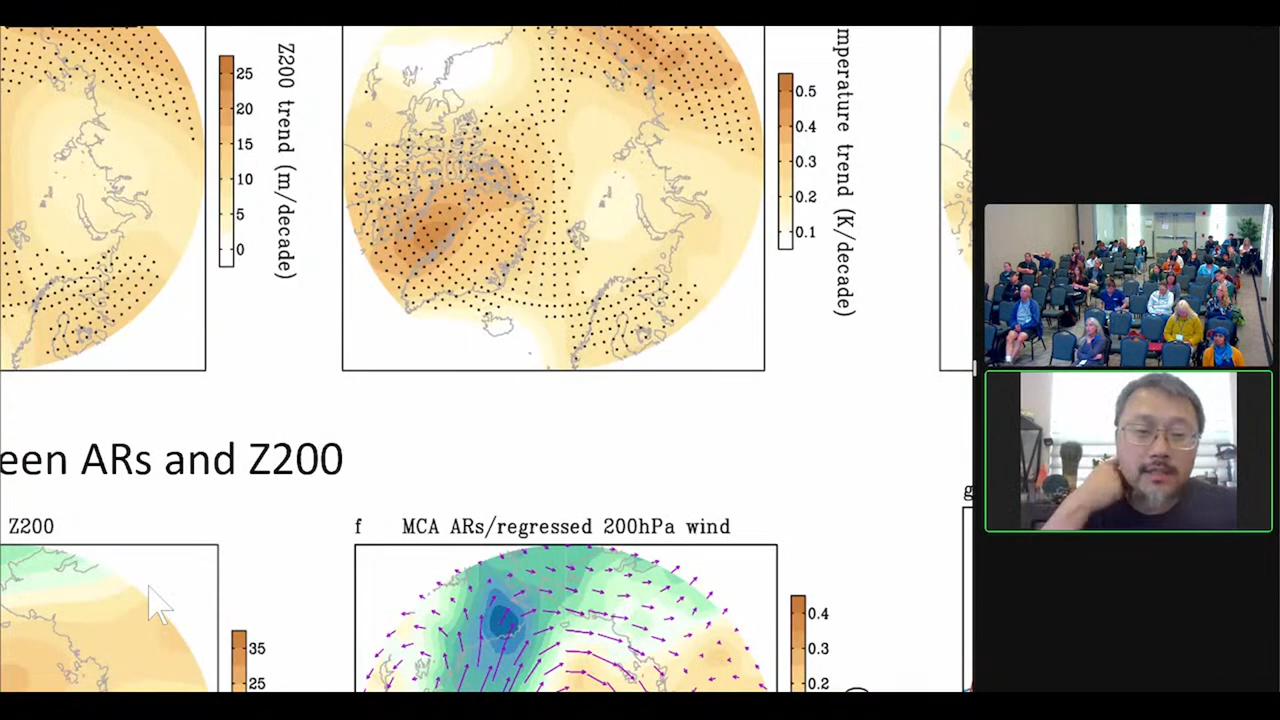 25
20
15
10
5
0
Z200 trend (m/decade)
0.5
0.4
0.3
0.2
0.1
mperature trend (K/decade)
een ARs and Z200
Z200
f MCA ARs/regressed 200hPa wind
g
35
25
0.4
0.3
0.2